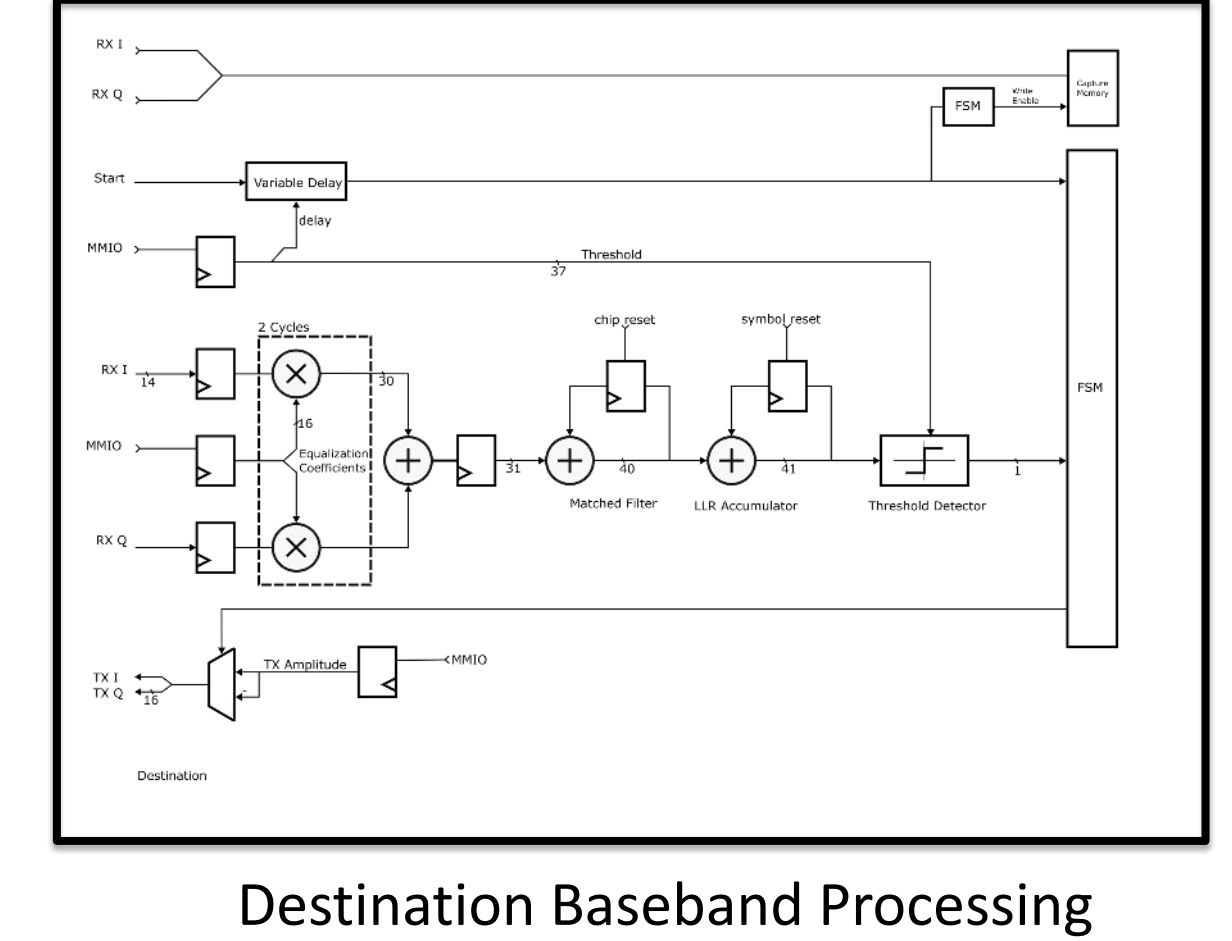 RX I
RX Q
Capture
Memory
FSM
Write
Enable
Start
Variable Delay
delay
MMIO
Threshold
37
2 Cycles
chip reset
symbol reset
RX I
14
30
16
FSM
MMIO
Equalization
Coefficients
31
40
41
1
Matched Filter
LLR Accumulator
Threshold Detector
RX Q
TX Amplitude
MMIO
TX I
TX Q
16
-
Destination
Destination Baseband Processing